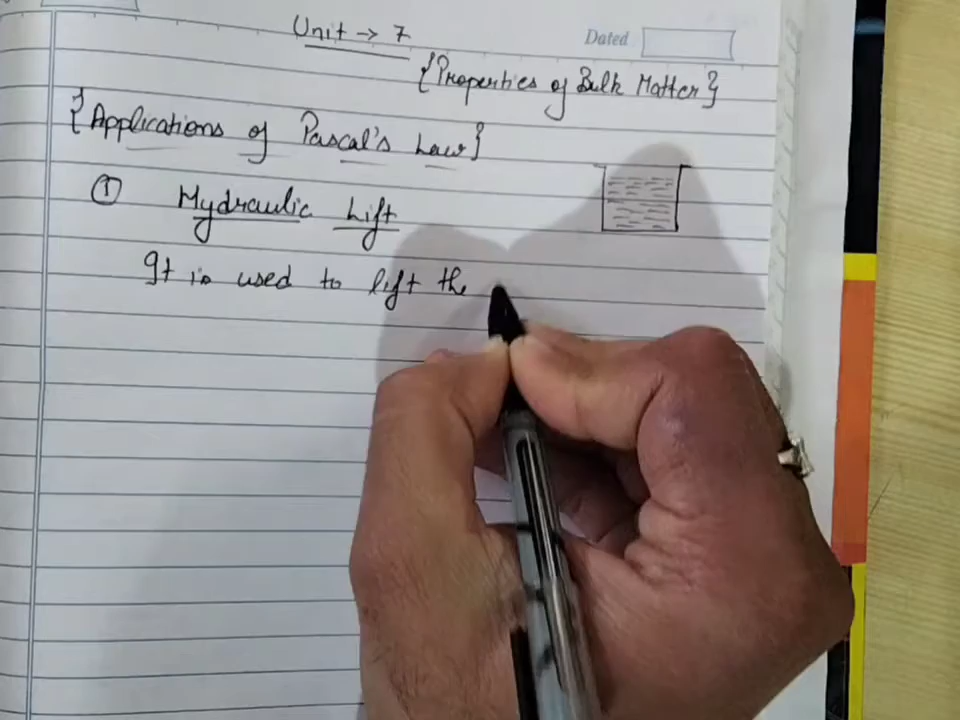 Unit → 7
Dated
{Properties of Bulk Matter}
{Applications of Pascal's Law}
① Hydraulic Lift
It is used to lift the